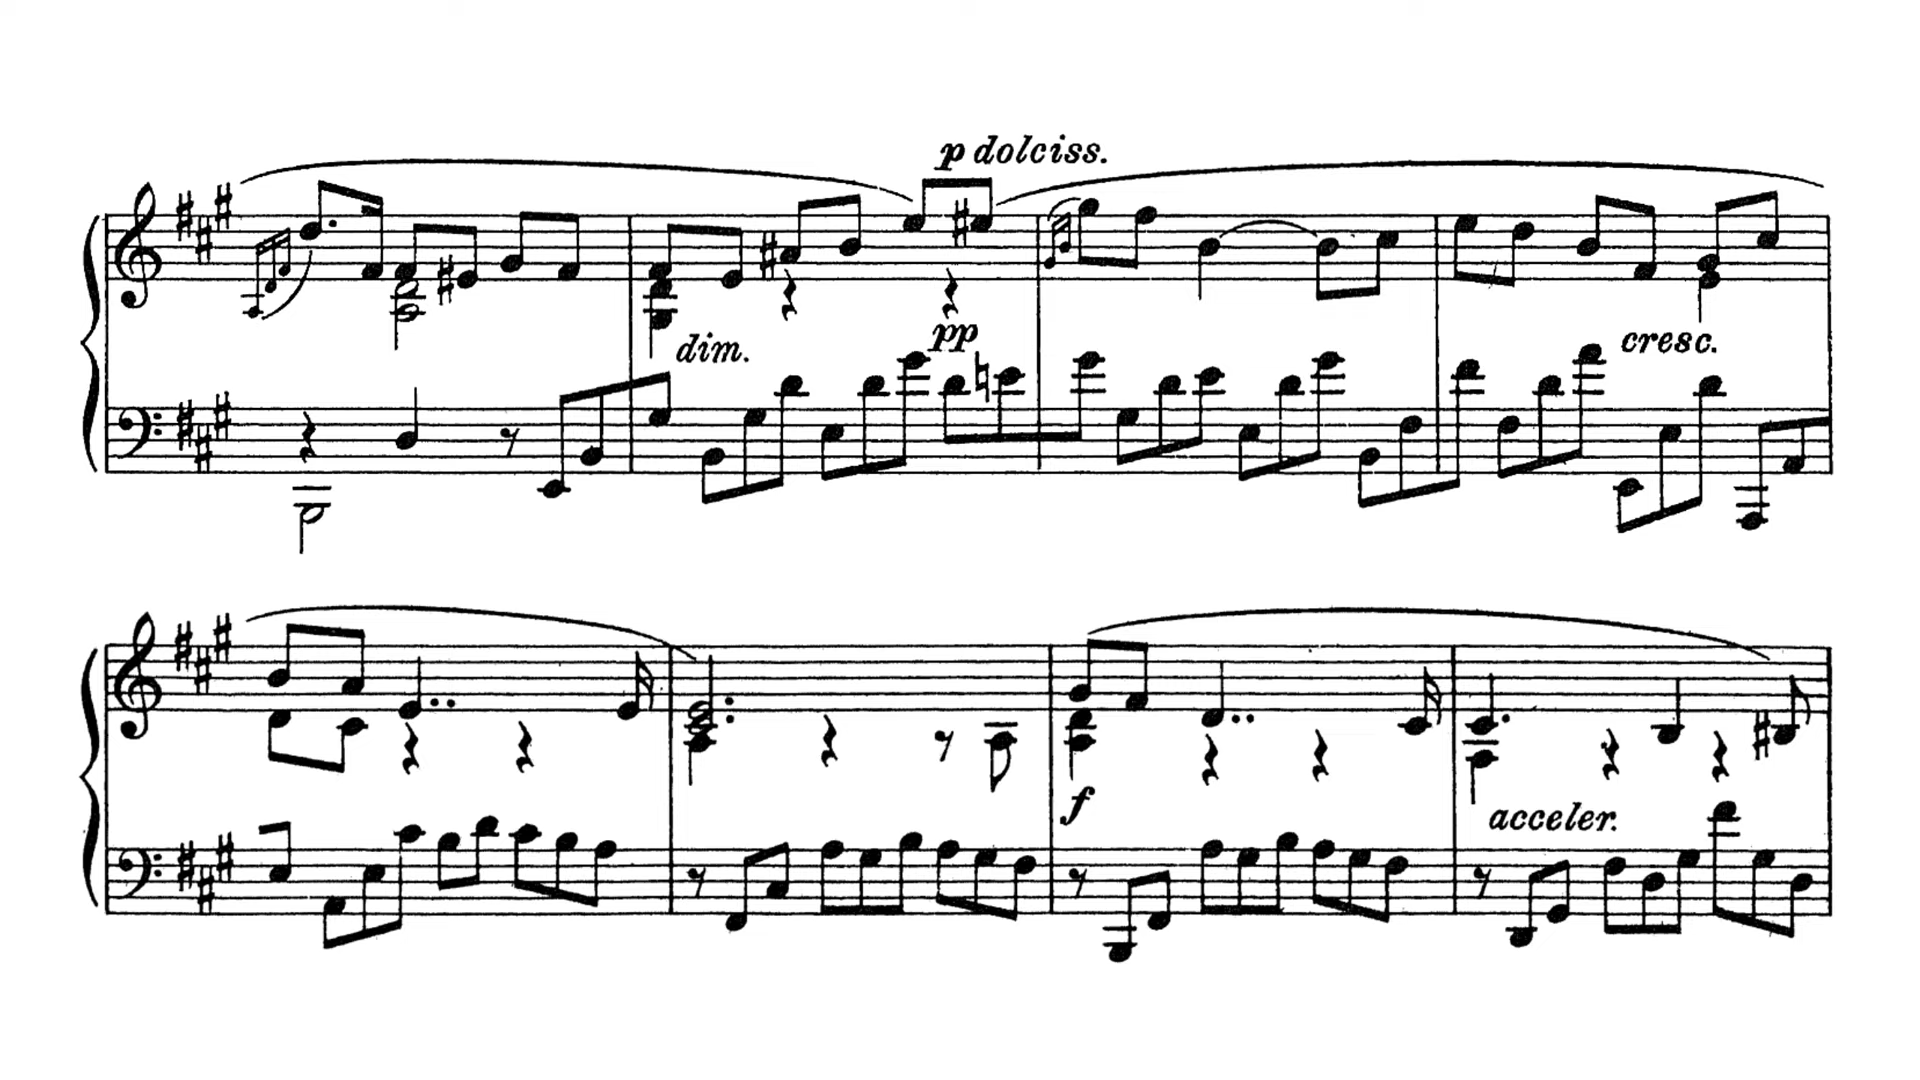 p dolciss.
dim.
pp
cresc.
f
acceler.